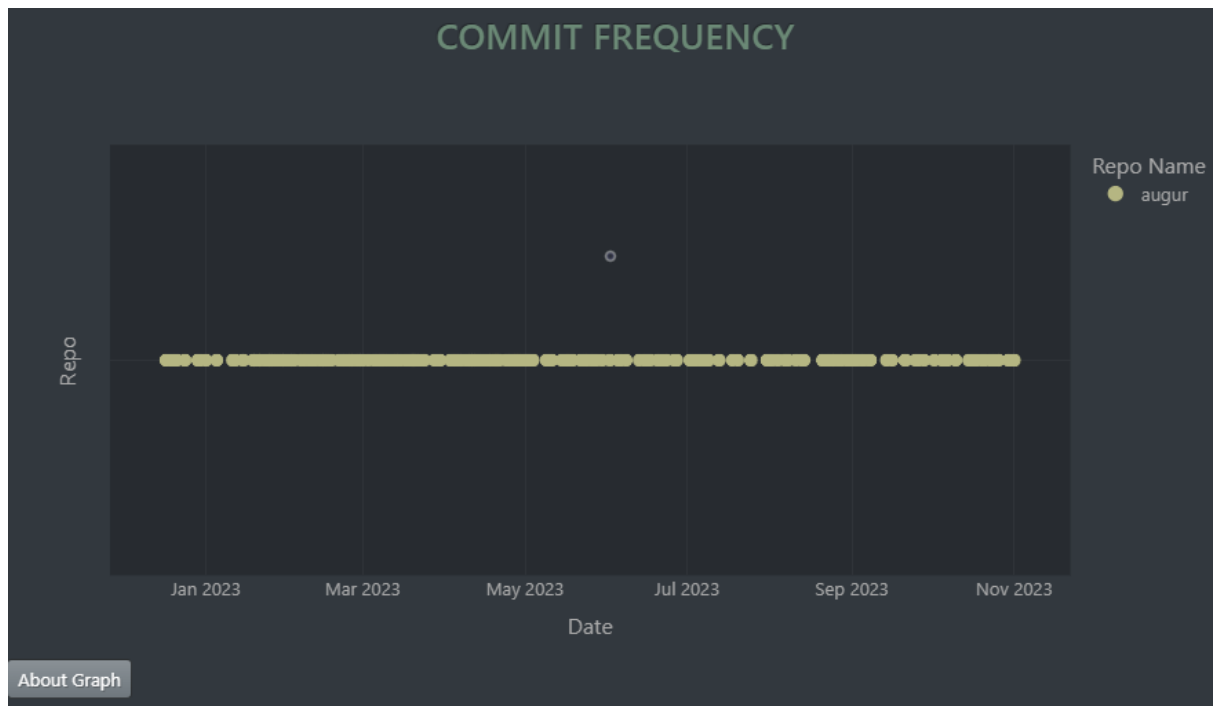 COMMIT FREQUENCY
Repo Name
augur
Repo
Jan 2023
Mar 2023
May 2023
Jul 2023
Sep 2023
Nov 2023
Date
About Graph